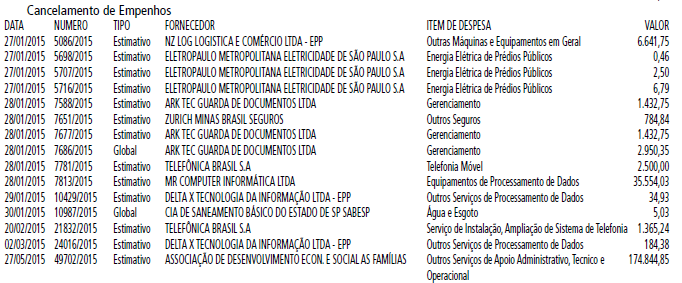 Cancelamento de Empenhos
DATA NUMERO TIPO FORNECEDOR ITEM DE DESPESA VALOR
27/01/2015 5086/2015 Estimativo NZ LOG LOGISTICA E COMÉRCIO LTDA - EPP Outras Máquinas e Equipamentos em Geral 6.641,75
27/01/2015 5698/2015 Estimativo ELETROPAULO METROPOLITANA ELETRICIDADE DE SÃO PAULO S.A Energia Elétrica de Prédios Públicos 0,46
27/01/2015 5707/2015 Estimativo ELETROPAULO METROPOLITANA ELETRICIDADE DE SÃO PAULO S.A Energia Elétrica de Prédios Públicos 2,50
27/01/2015 5716/2015 Estimativo ELETROPAULO METROPOLITANA ELETRICIDADE DE SÃO PAULO S.A Energia Elétrica de Prédios Públicos 6,79
28/01/2015 7588/2015 Estimativo ARK TEC GUARDA DE DOCUMENTOS LTDA Gerenciamento 1.432,75
28/01/2015 7651/2015 Estimativo ZURICH MINAS BRASIL SEGUROS Outros Seguros 784,84
28/01/2015 7677/2015 Estimativo ARK TEC GUARDA DE DOCUMENTOS LTDA Gerenciamento 1.432,75
28/01/2015 7686/2015 Global ARK TEC GUARDA DE DOCUMENTOS LTDA Gerenciamento 2.950,35
28/01/2015 7781/2015 Estimativo TELEFÔNICA BRASIL S.A Telefonia Móvel 2.500,00
28/01/2015 7813/2015 Estimativo MR COMPUTER INFORMÁTICA LTDA Equipamentos de Processamento de Dados 35.554,03
29/01/2015 10429/2015 Estimativo DELTA X TECNOLOGIA DA INFORMAÇÃO LTDA - EPP Outros Serviços de Processamento de Dados 34,93
30/01/2015 10987/2015 Global CIA DE SANEAMENTO BÁSICO DO ESTADO DE SP SABESP Água e Esgoto 5,03
20/02/2015 21832/2015 Estimativo TELEFÔNICA BRASIL S.A Serviço de Instalação, Ampliação de Sistema de Telefonia 1.365,24
02/03/2015 24016/2015 Estimativo DELTA X TECNOLOGIA DA INFORMAÇÃO LTDA - EPP Outros Serviços de Processamento de Dados 184,38
27/05/2015 49702/2015 Estimativo ASSOCIAÇÃO DE DESENVOLVIMENTO ECON. E SOCIAL AS FAMÍLIAS Outros Serviços de Apoio Administrativo, Tecnico e 174.844,85
Operacional